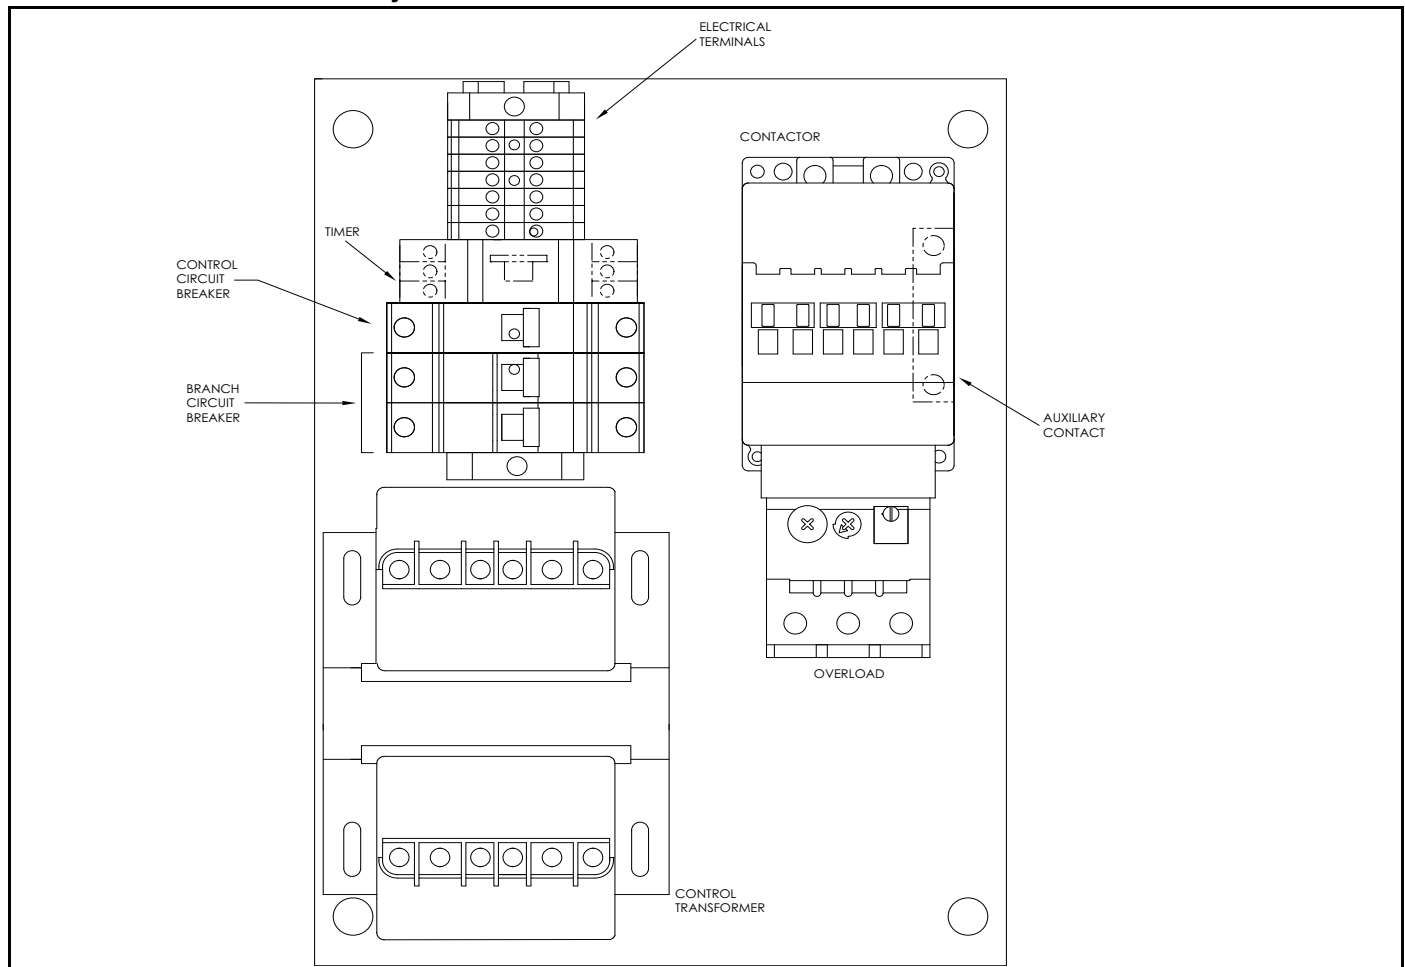 ELECTRICAL
TERMINALS
CONTACTOR
TIMER
CONTROL
CIRCUIT
BREAKER
BRANCH
CIRCUIT
BREAKER
AUXILIARY
CONTACT
OVERLOAD
CONTROL
TRANSFORMER